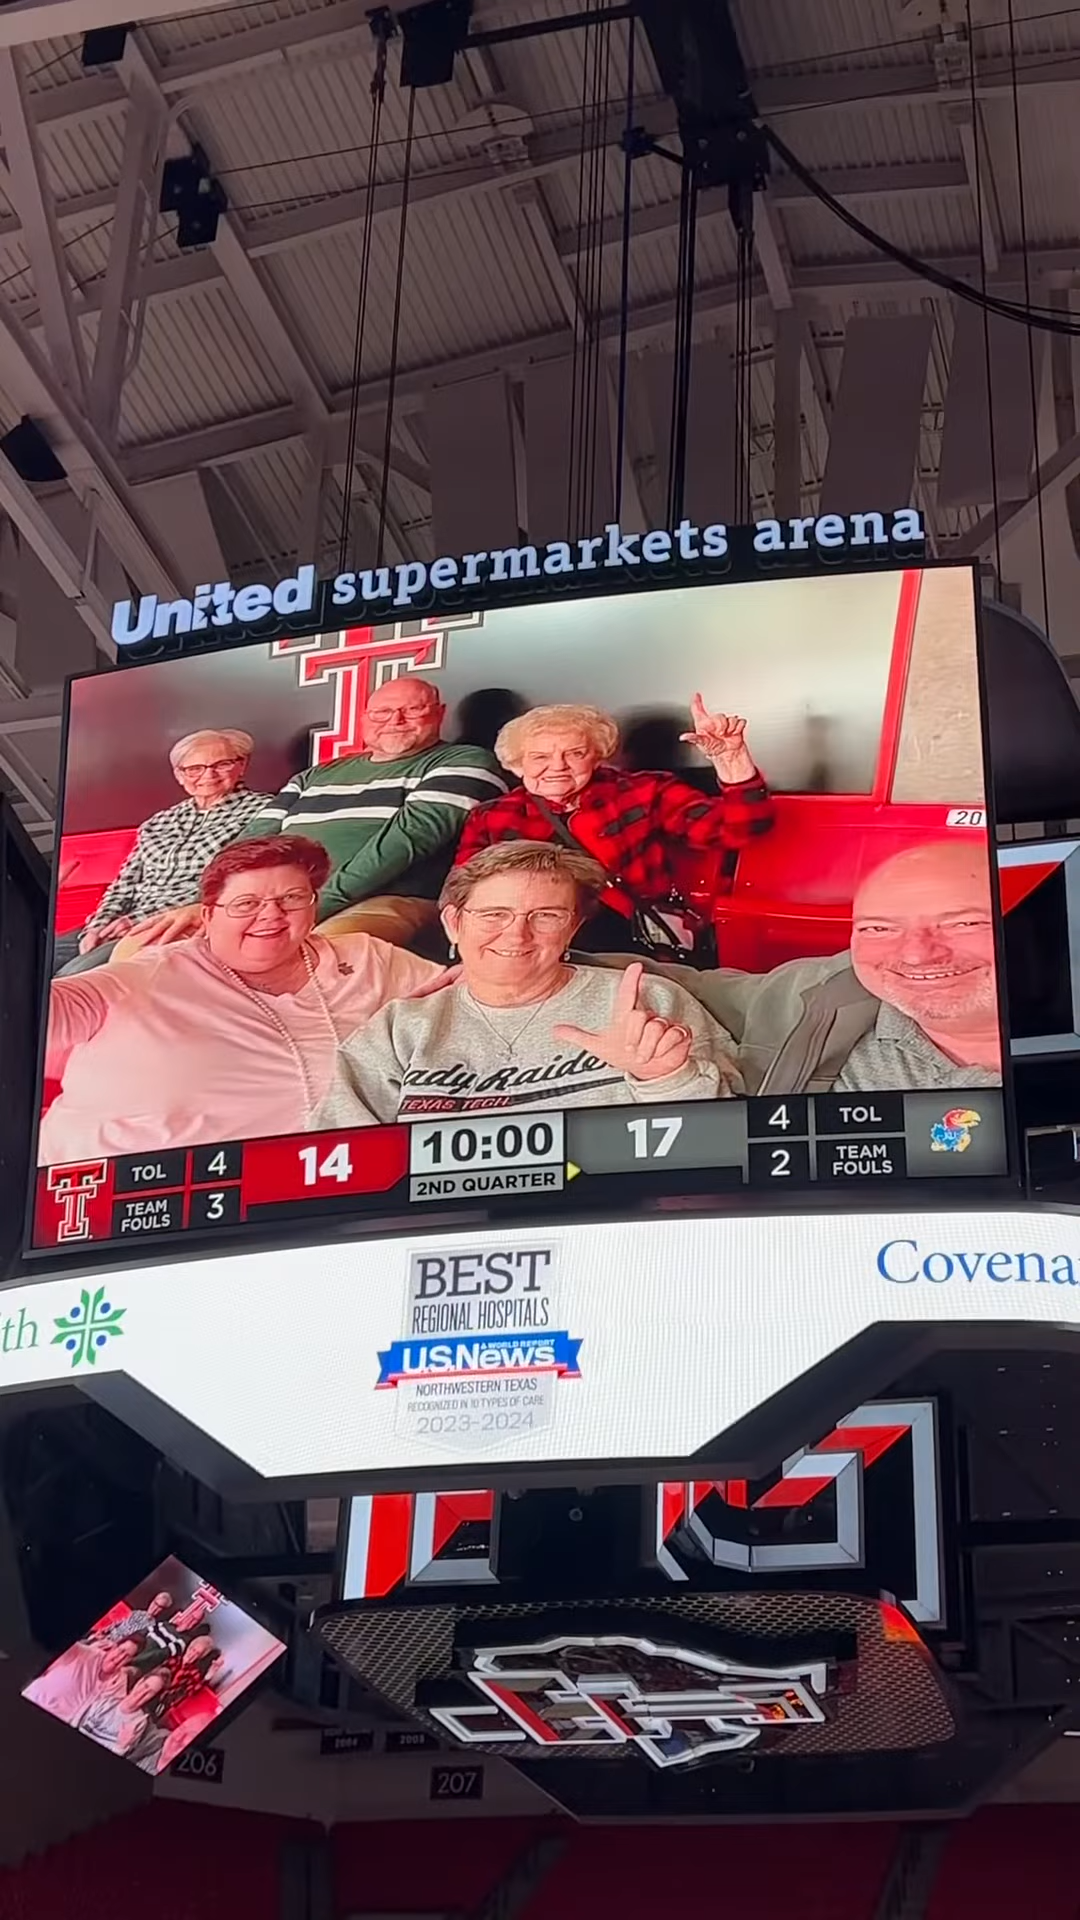 United supermarkets arena
20
Lady Raide
TEXAS TECH
TOL 4
TEAM FOULS 3
14
10:00
2ND QUARTER
17
4 TOL
2 TEAM FOULS
BEST
REGIONAL HOSPITALS
U.S.News
& WORLD REPORT
NORTHWESTERN TEXAS
RECOGNIZED IN 10 TYPES OF CARE
2023-2024
th
Covena
206
207